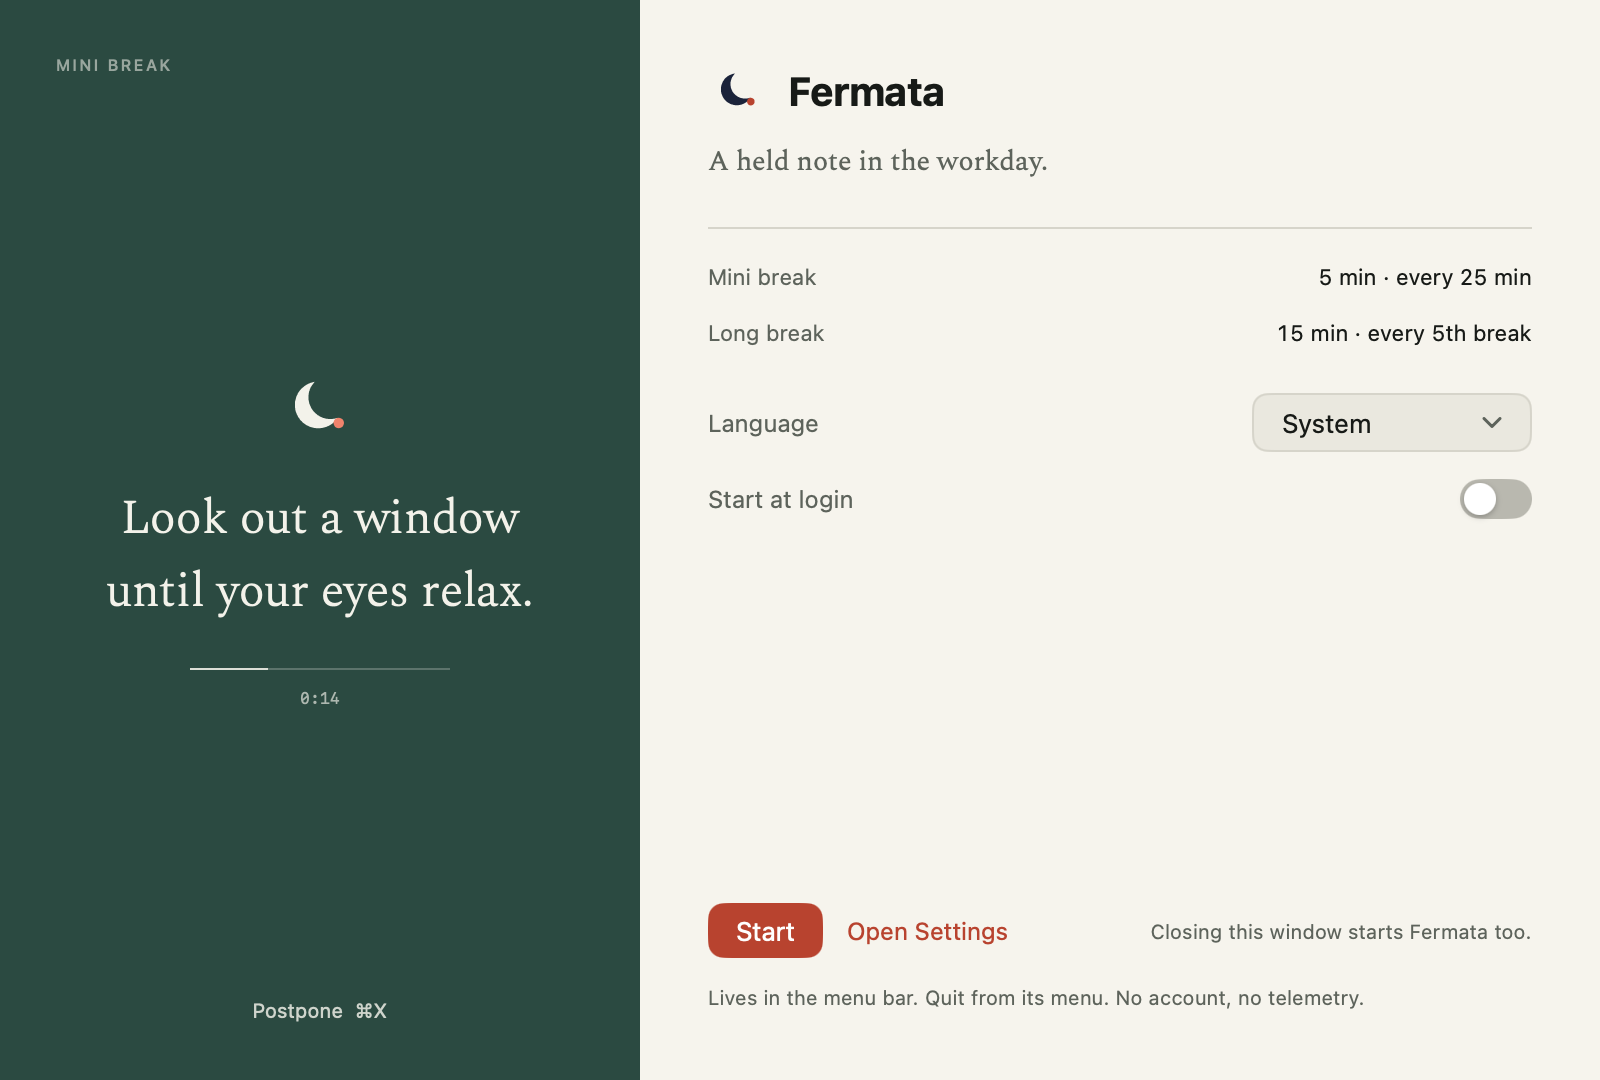 MINI BREAK
Look out a window
until your eyes relax.
0:14
Postpone ⌘X
Fermata
A held note in the workday.
Mini break
5 min · every 25 min
Long break
15 min · every 5th break
Language
System
Start at login
Start
Open Settings
Closing this window starts Fermata too.
Lives in the menu bar. Quit from its menu. No account, no telemetry.